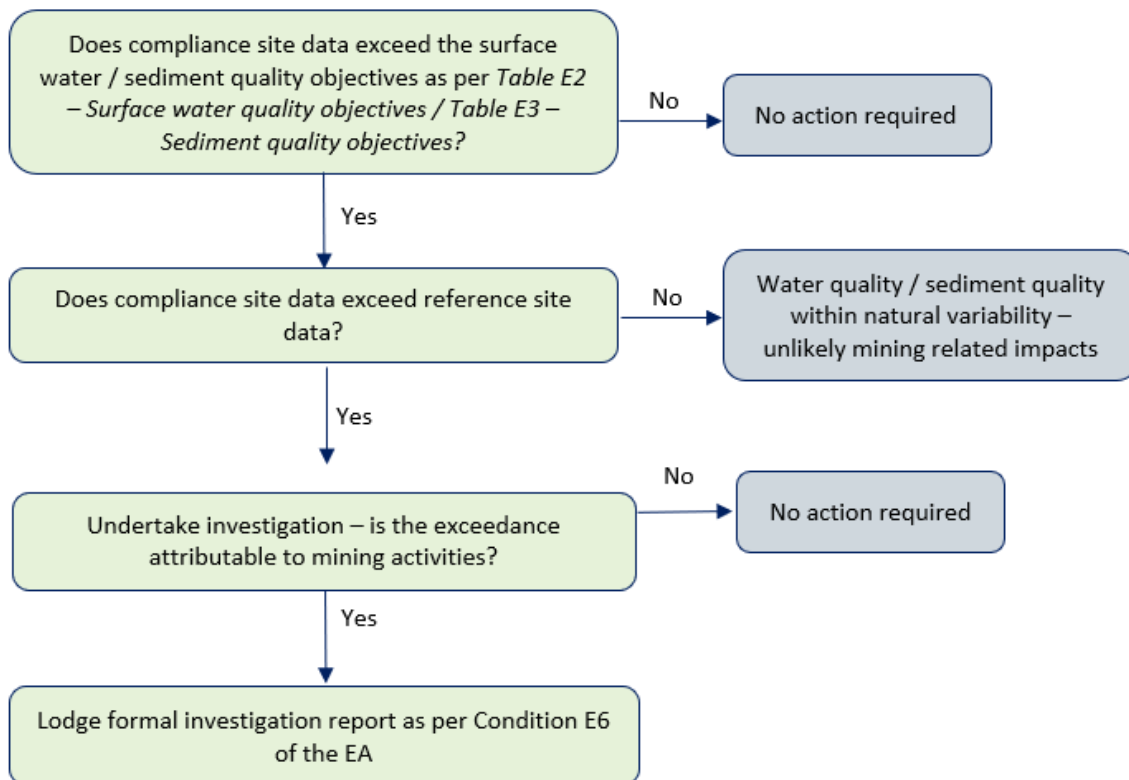 Does compliance site data exceed the surface
water / sediment quality objectives as per Table E2
– Surface water quality objectives / Table E3 –
Sediment quality objectives?
No
No action required
Yes
Does compliance site data exceed reference site
data?
No
Water quality / sediment quality
within natural variability –
unlikely mining related impacts
Yes
Undertake investigation – is the exceedance
attributable to mining activities?
No
No action required
Yes
Lodge formal investigation report as per Condition E6
of the EA